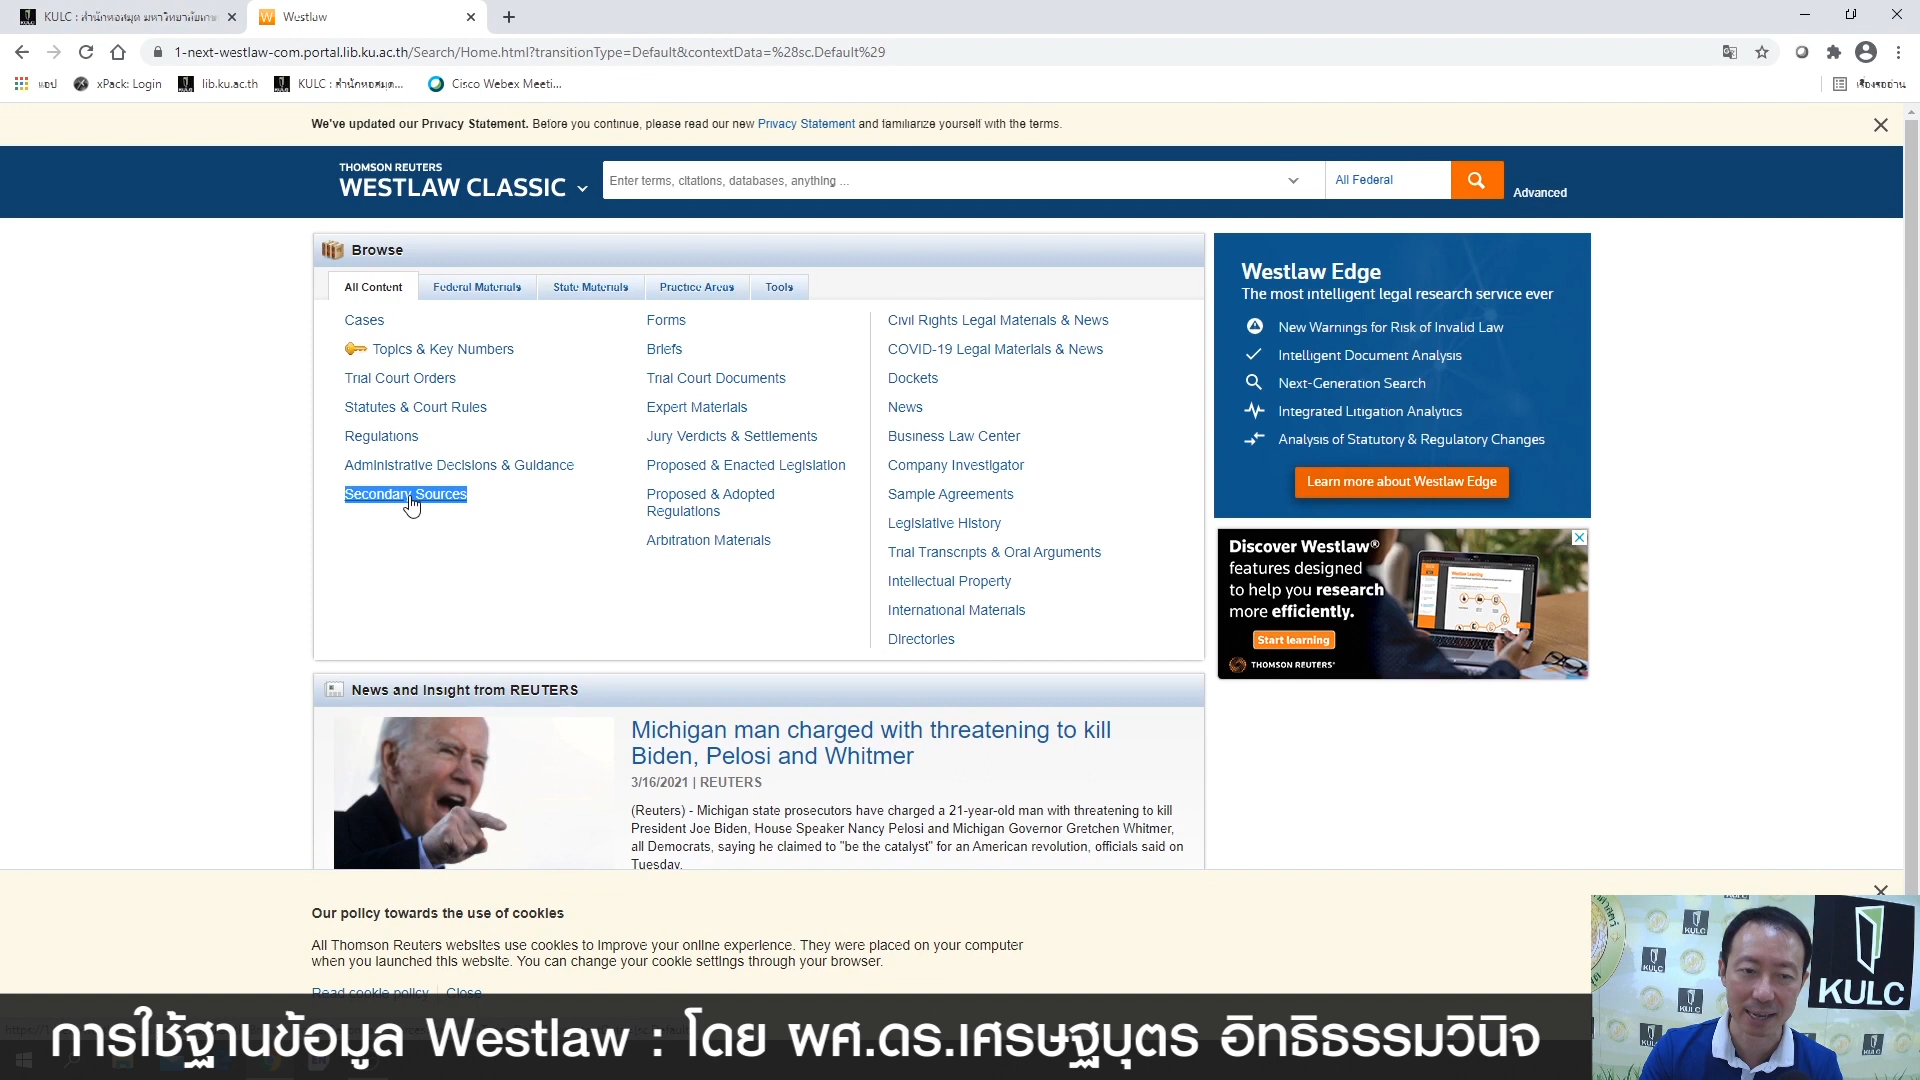 KULC : สำนักหอสมุด มหาวิทยาลัยเกษ
Westlaw
1-next-westlaw-com.portal.lib.ku.ac.th/Search/Home.html?transitionType=Default&contextData=%28sc.Default%29
แอป
xPack: Login
lib.ku.ac.th
KULC : สำนักหอสมุด...
Cisco Webex Meeti...
เรื่องรออ่าน
We've updated our Privacy Statement. Before you continue, please read our new Privacy Statement and familiarize yourself with the terms.
THOMSON REUTERS
WESTLAW CLASSIC
Enter terms, citations, databases, anything ...
All Federal
Advanced
Browse
All Content
Federal Materials
State Materials
Practice Areas
Tools
Cases
Topics & Key Numbers
Trial Court Orders
Statutes & Court Rules
Regulations
Administrative Decisions & Guidance
Secondary Sources
Forms
Briefs
Trial Court Documents
Expert Materials
Jury Verdicts & Settlements
Proposed & Enacted Legislation
Proposed & Adopted
Regulations
Arbitration Materials
Civil Rights Legal Materials & News
COVID-19 Legal Materials & News
Dockets
News
Business Law Center
Company Investigator
Sample Agreements
Legislative History
Trial Transcripts & Oral Arguments
Intellectual Property
International Materials
Directories
Westlaw Edge
The most intelligent legal research service ever
New Warnings for Risk of Invalid Law
Intelligent Document Analysis
Next-Generation Search
Integrated Litigation Analytics
Analysis of Statutory & Regulatory Changes
Learn more about Westlaw Edge
Discover Westlaw®
features designed
to help you research
more efficiently.
Start learning
THOMSON REUTERS®
News and Insight from REUTERS
Michigan man charged with threatening to kill
Biden, Pelosi and Whitmer
3/16/2021 | REUTERS
(Reuters) - Michigan state prosecutors have charged a 21-year-old man with threatening to kill
President Joe Biden, House Speaker Nancy Pelosi and Michigan Governor Gretchen Whitmer,
all Democrats, saying he claimed to "be the catalyst" for an American revolution, officials said on
Tuesday.
Our policy towards the use of cookies
All Thomson Reuters websites use cookies to improve your online experience. They were placed on your computer
when you launched this website. You can change your cookie settings through your browser.
Read cookie policy
Close
KULC
KULC
KULC
การใช้ฐานข้อมูล Westlaw : โดย ผศ.ดร.เศรษฐบุตร อิทธิธรรมวินิจ